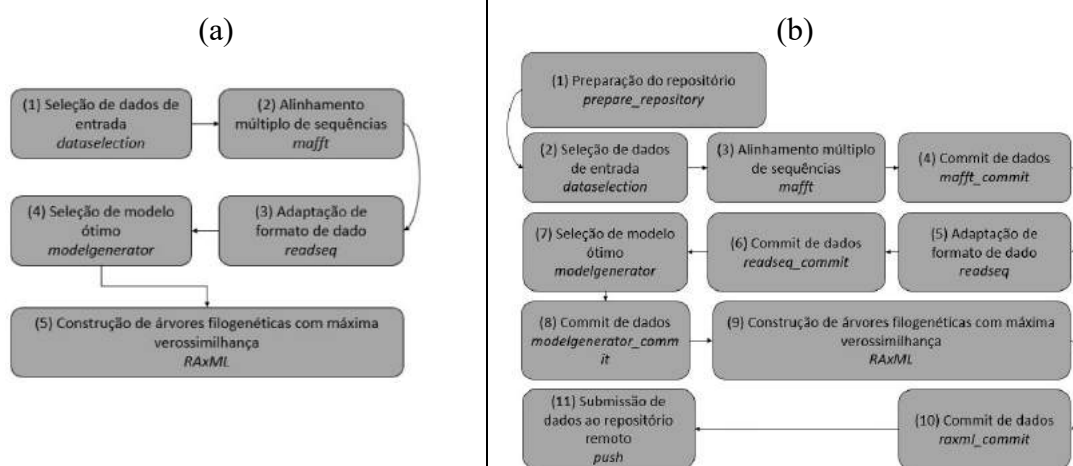 (a)
(1) Seleção de dados de
entrada
dataselection
(2) Alinhamento
múltiplo de sequências
mafft
(4) Seleção de modelo
ótimo
modelgenerator
(3) Adaptação de
formato de dado
readseq
(5) Construção de árvores filogenéticas com máxima
verossimilhança
RAxML
(b)
(1) Preparação do repositório
prepare_repository
(2) Seleção de dados
de entrada
dataselection
(3) Alinhamento múltiplo
de sequências
mafft
(4) Commit de dados
mafft_commit
(7) Seleção de modelo
ótimo
modelgenerator
(6) Commit de dados
readseq_commit
(5) Adaptação de
formato de dado
readseq
(8) Commit de dados
modelgenerator_comm
it
(9) Construção de árvores filogenéticas com máxima
verossimilhança
RAxML
(11) Submissão de
dados ao repositório
remoto
push
(10) Commit de dados
raxml_commit